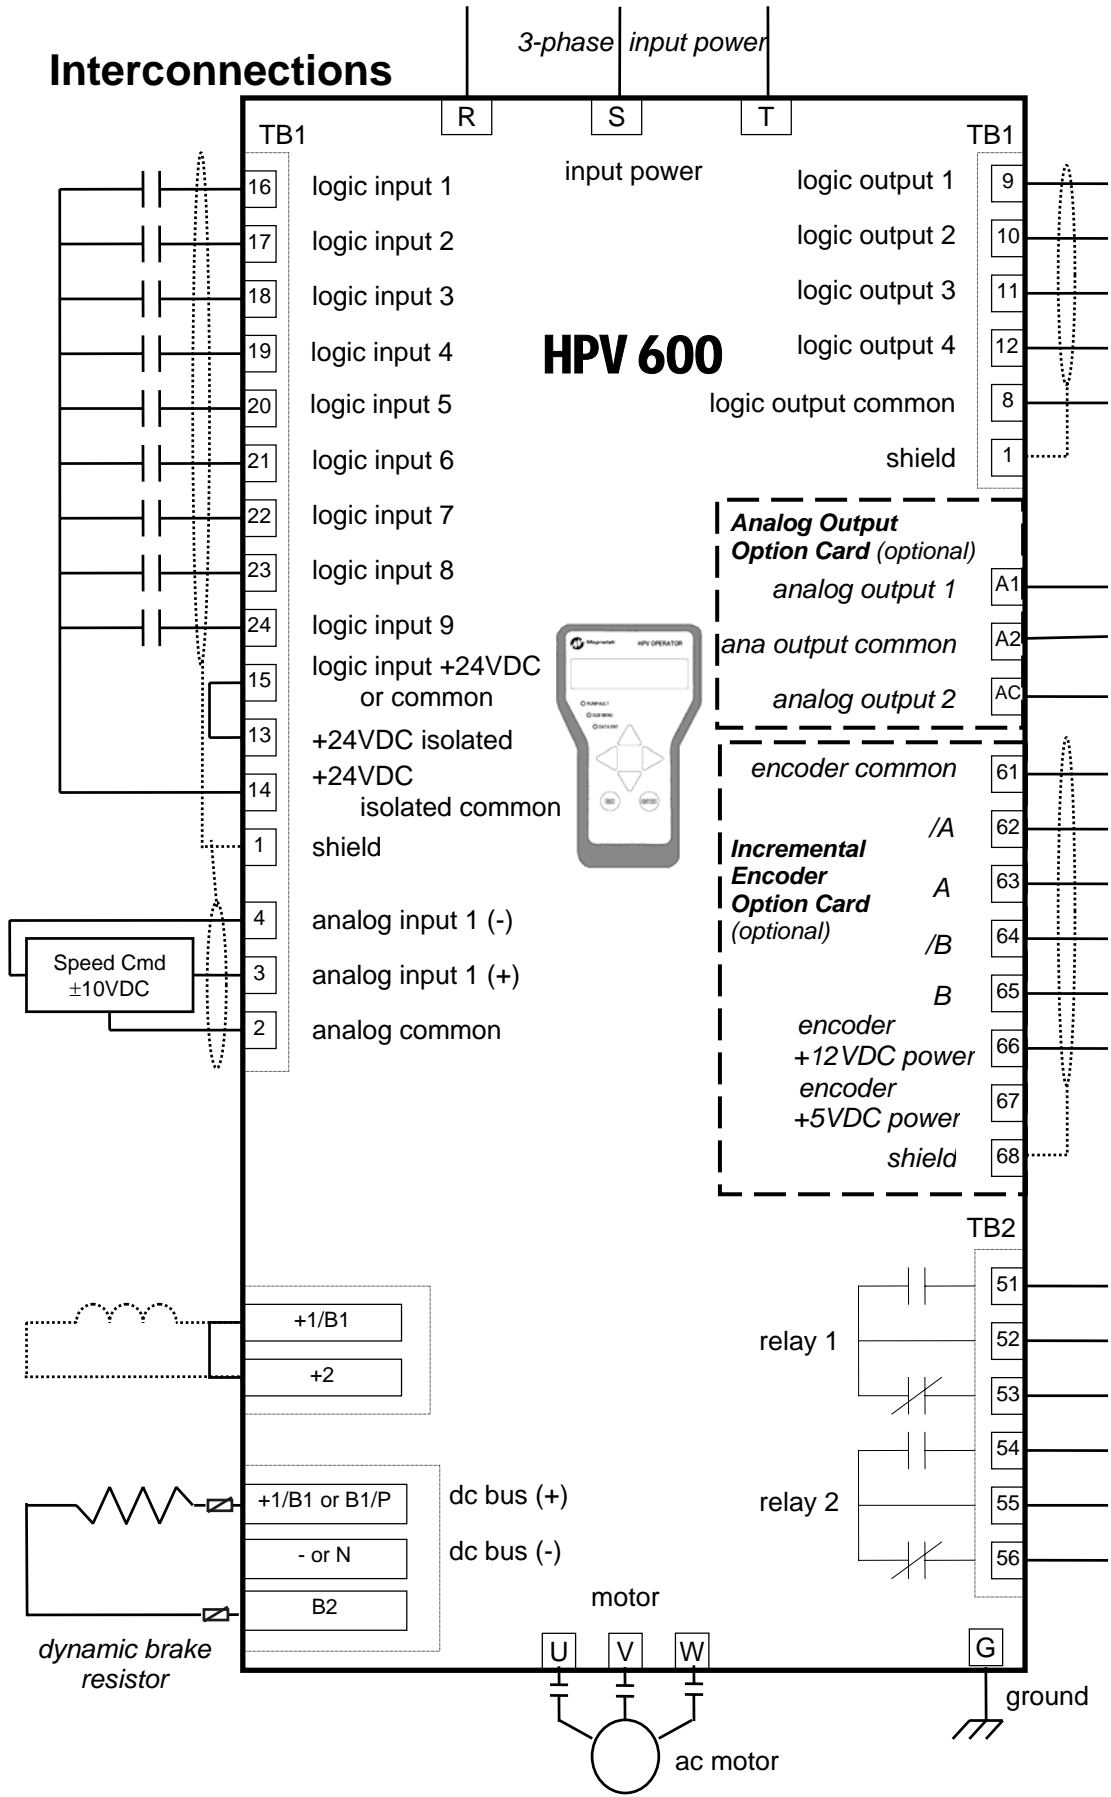 3-phase input power
Interconnections
R
S
T
TB1
TB1
input power
16 logic input 1
17 logic input 2
18 logic input 3
19 logic input 4
20 logic input 5
21 logic input 6
22 logic input 7
23 logic input 8
24 logic input 9
15 logic input +24VDC
or common
13 +24VDC isolated
14 +24VDC
isolated common
1 shield
4 analog input 1 (-)
3 analog input 1 (+)
2 analog common
Speed Cmd
±10VDC
HPV 600
Magnetek HPV OPERATOR
logic output 1 9
logic output 2 10
logic output 3 11
logic output 4 12
logic output common 8
shield 1
Analog Output
Option Card (optional)
analog output 1 A1
ana output common A2
analog output 2 AC
encoder common 61
/A 62
Incremental
Encoder
Option Card
(optional)
A 63
/B 64
B 65
encoder
+12VDC power 66
encoder
+5VDC power 67
shield 68
TB2
51
relay 1 52
53
54
relay 2 55
56
+1/B1
+2
+1/B1 or B1/P dc bus (+)
- or N dc bus (-)
B2
dynamic brake
resistor
motor
U
V
W
G
ground
ac motor